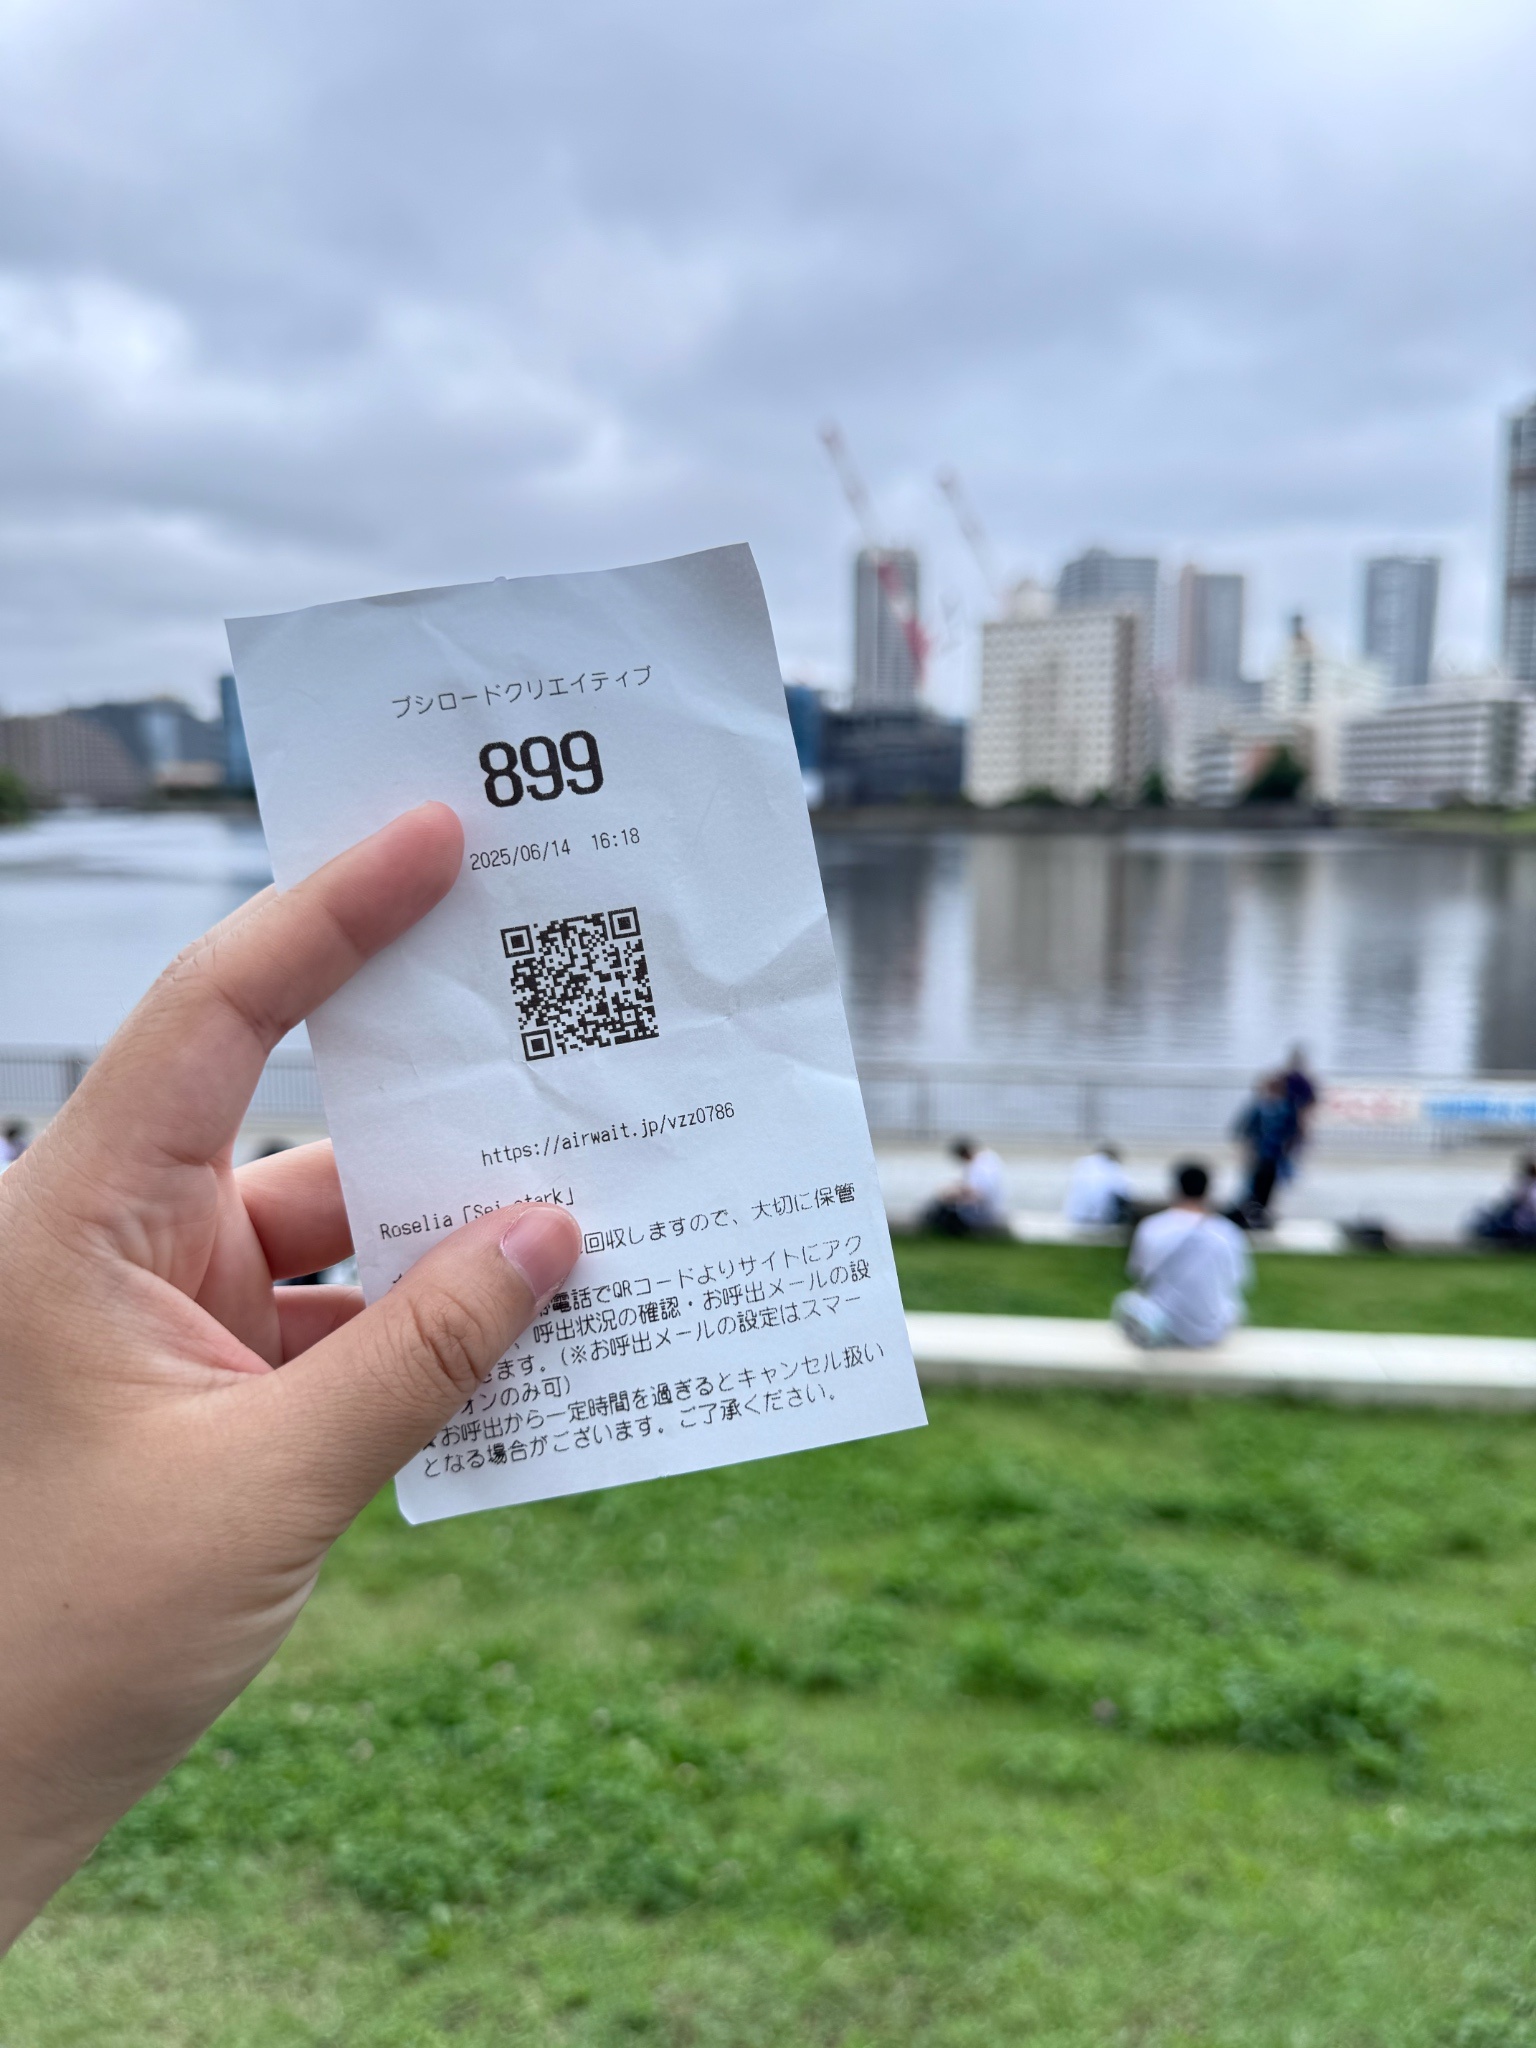 ブシロードクリエイティブ
899
2025/06/14 16:18
https://airwait.jp/vzz0786
Roselia「Sei stark」
回収しますので、大切に保管
電話でQRコードよりサイトにアク
呼出状況の確認・お呼出メールの設
きます。(※お呼出メールの設定はスマー
ォンのみ可)
お呼出から一定時間を過ぎるとキャンセル扱い
となる場合がございます。ご了承ください。